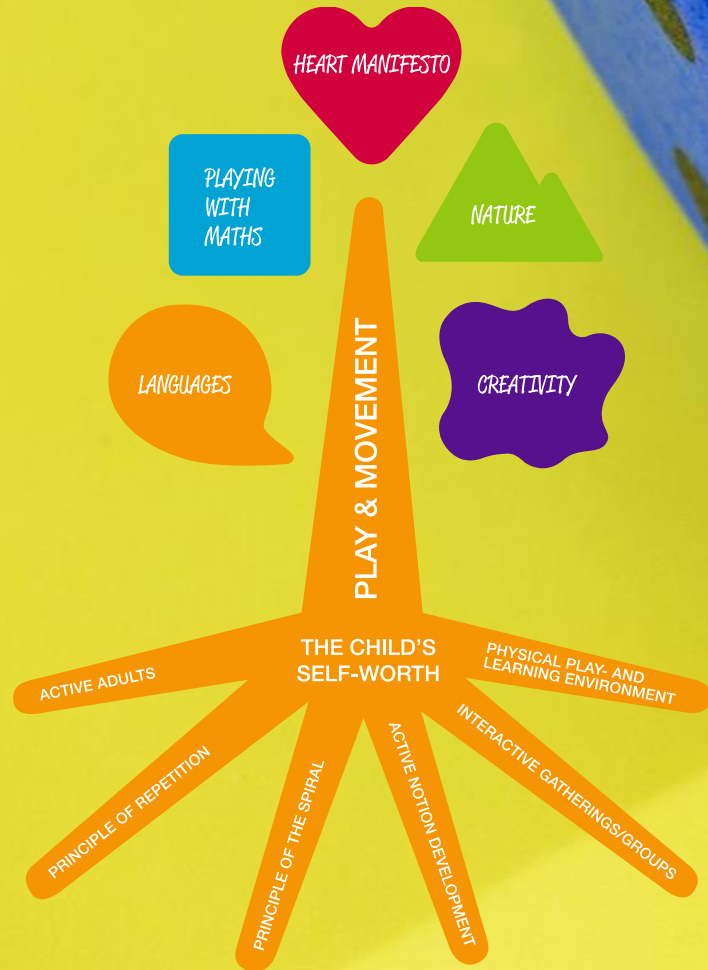 HEART MANIFESTO
PLAYING
WITH
MATHS
NATURE
LANGUAGES
CREATIVITY
PLAY & MOVEMENT
THE CHILD'S
SELF-WORTH
ACTIVE ADULTS
PRINCIPLE OF REPETITION
PRINCIPLE OF THE SPIRAL
ACTIVE NOTION DEVELOPMENT
INTERACTIVE GATHERINGS/GROUPS
PHYSICAL PLAY- AND
LEARNING ENVIRONMENT